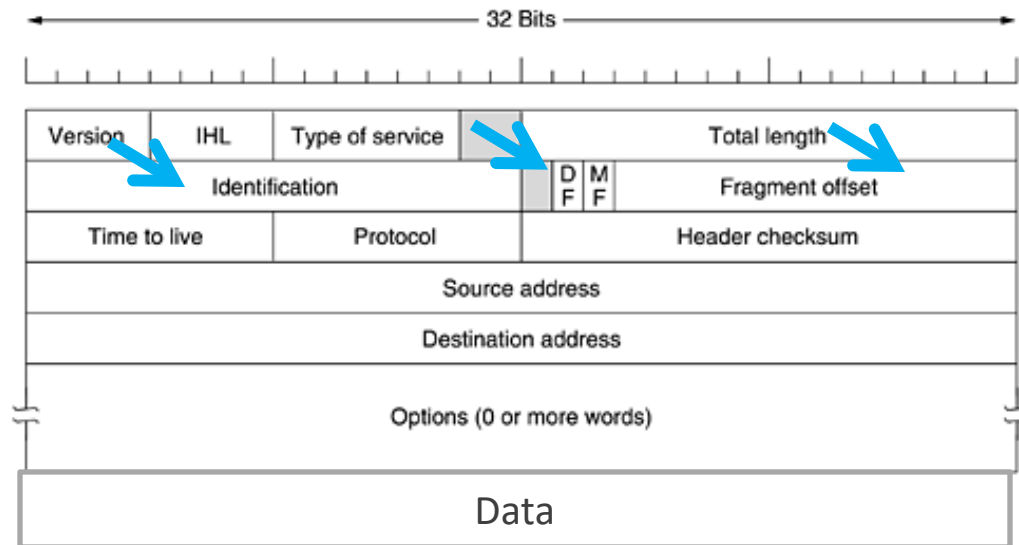 32 Bits
Version IHL Type of service Total length
Identification D F M F Fragment offset
Time to live Protocol Header checksum
Source address
Destination address
Options (0 or more words)
Data